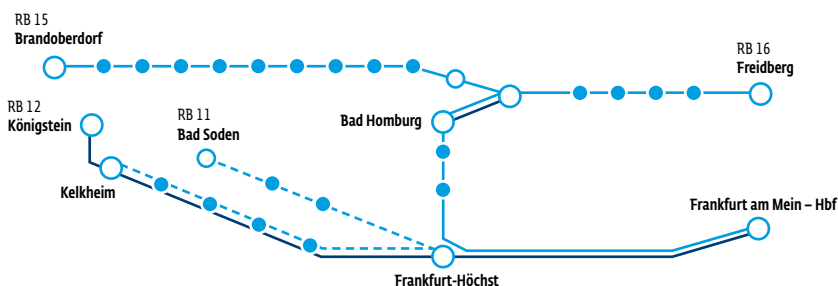 RB 15
Brandoberdorf
RB 16
Freidberg
RB 12
Königstein
RB 11
Bad Soden
Bad Homburg
Kelkheim
Frankfurt am Mein – Hbf
Frankfurt-Höchst